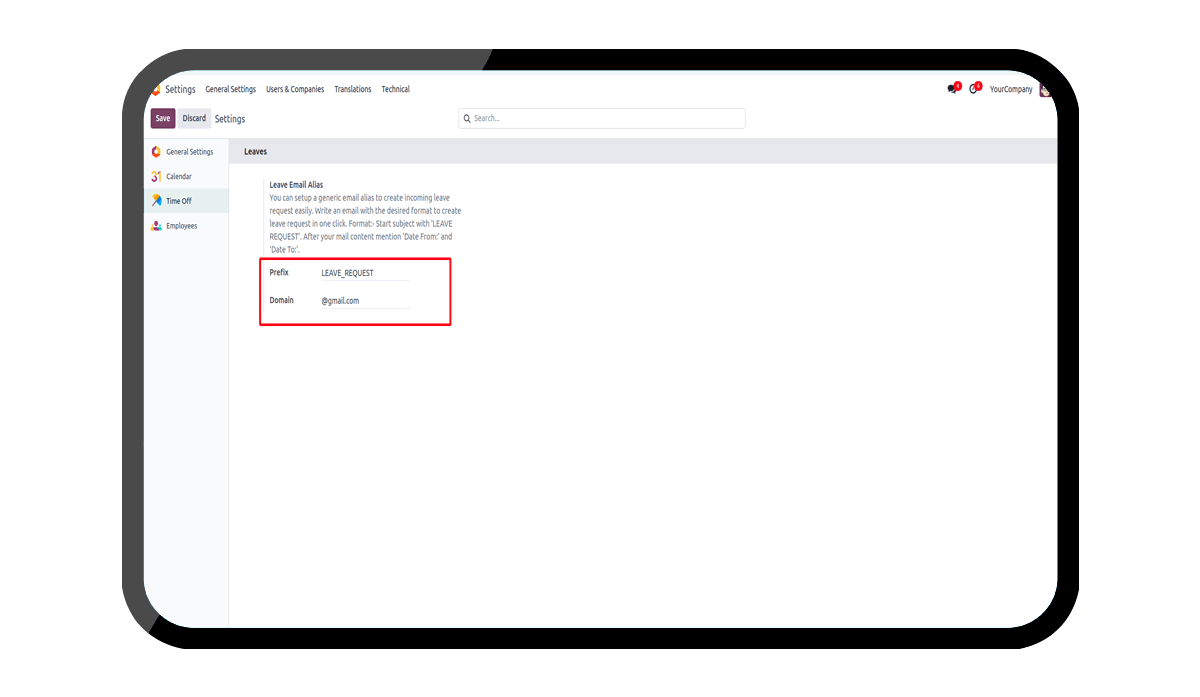 Settings General Settings Users & Companies Translations Technical YourCompany
Save Discard Settings Search...
General Settings
31 Calendar
Time Off
Employees
Leaves
Leave Email Alias
You can setup a generic email alias to create incoming leave
request easily. Write an email with the desired format to create
leave request in one click. Format:- Start subject with 'LEAVE
REQUEST'. After your mail content mention 'Date From:' and
'Date To:'.
Prefix LEAVE_REQUEST
Domain @gmail.com